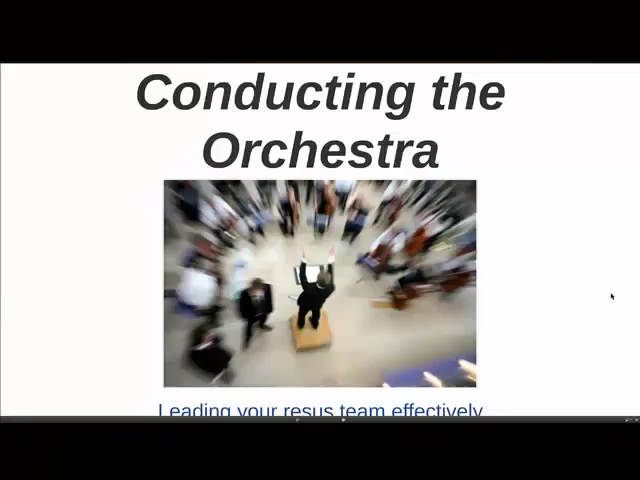 Conducting the
Orchestra
Leading your resus team effectively